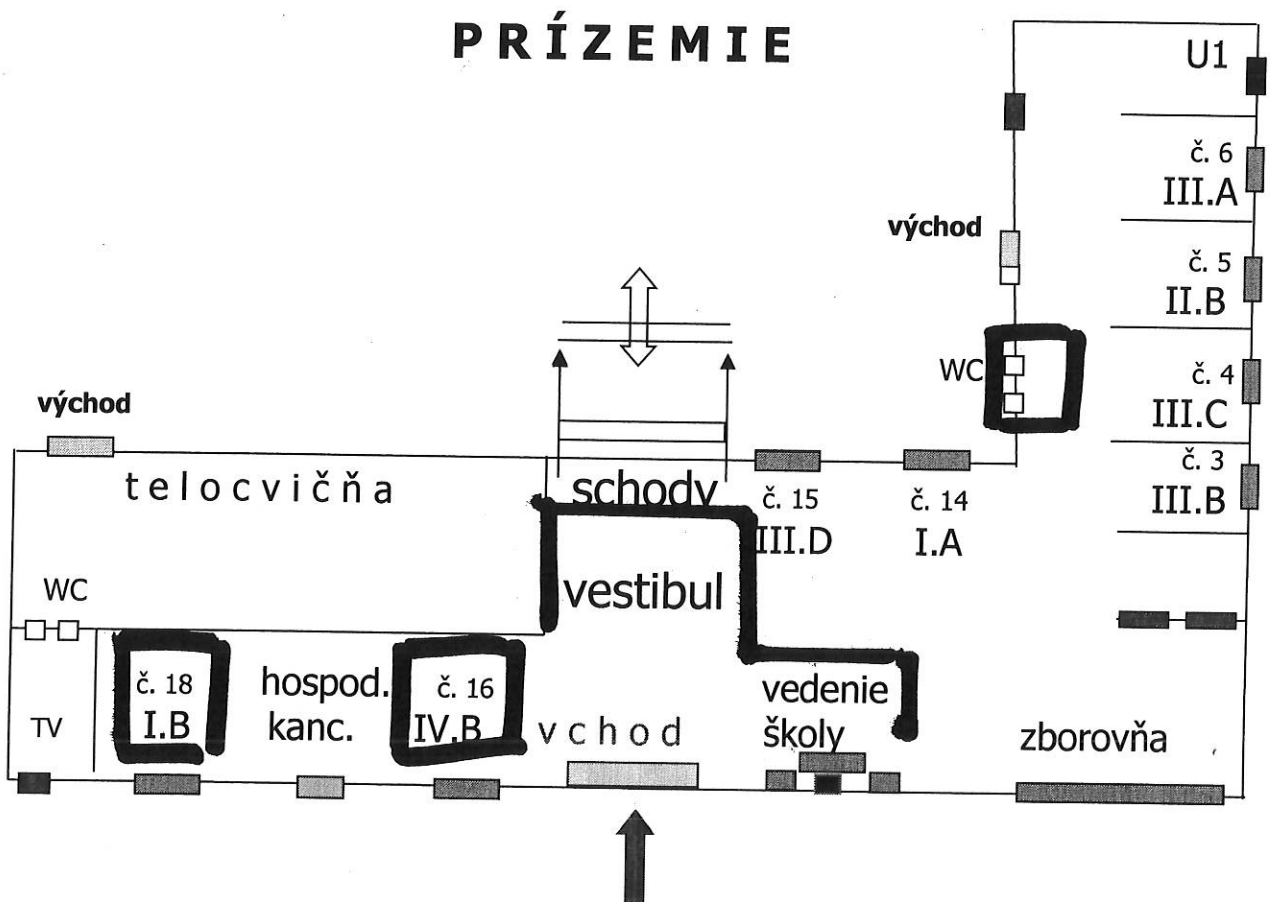 PRÍZEMIE
U1
č. 6
III.A
východ
č. 5
II.B
WC
č. 4
III.C
východ
č. 3
III.B
telocvičňa
schody
č. 15
III.D
č. 14
I.A
vestibul
WC
č. 18
I.B
hospod.
kanc.
č. 16
IV.B
vchod
vedenie
školy
TV
zborovňa